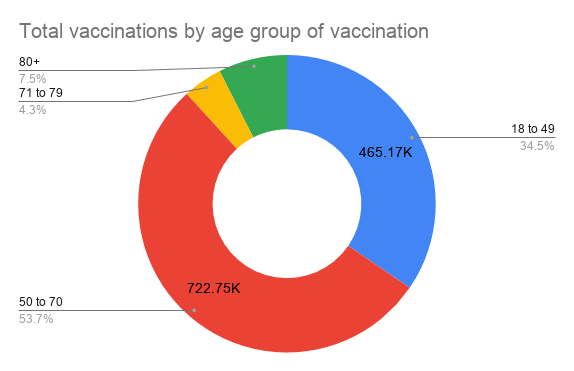 Total vaccinations by age group of vaccination
80+
7.5%
71 to 79
4.3%
18 to 49
34.5%
465.17K
722.75K
50 to 70
53.7%